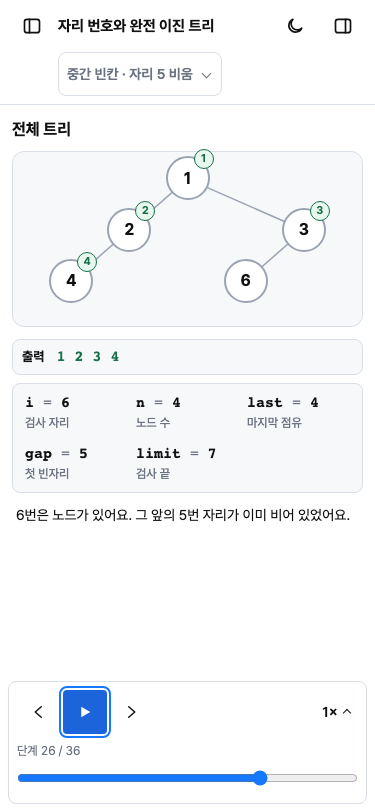 자리 번호와 완전 이진 트리
중간 빈칸 · 자리 5 비움
전체 트리
1
1
2
2
3
3
4
4
6
출력 1 2 3 4
i = 6 n = 4 last = 4
검사 자리 노드 수 마지막 점유
gap = 5 limit = 7
첫 빈자리 검사 끝
6번은 노드가 있어요. 그 앞의 5번 자리가 이미 비어 있었어요.
1×
단계 26 / 36